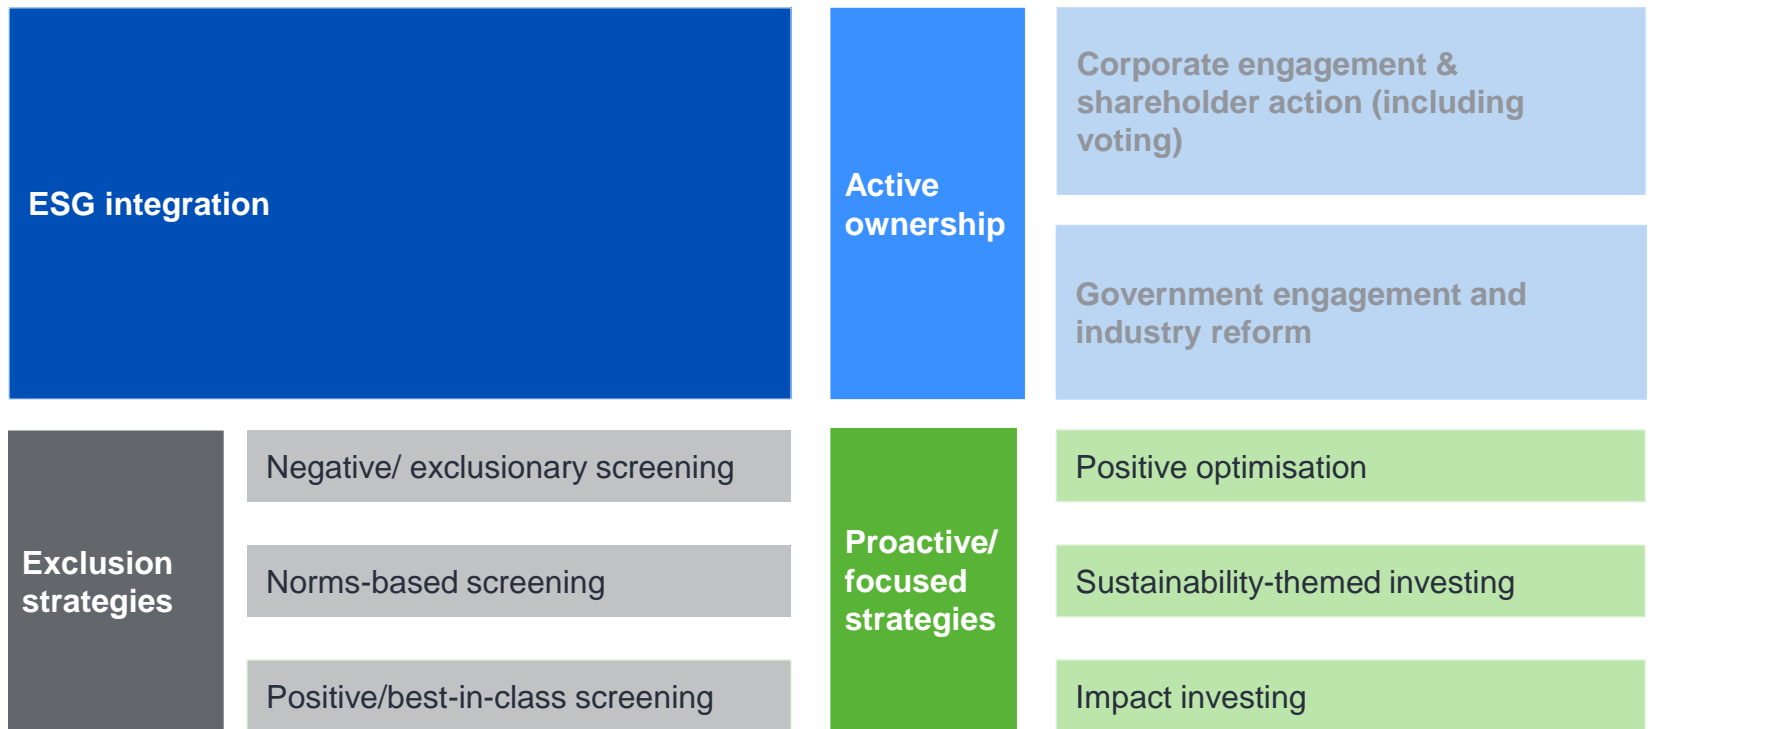 ESG integration
Active
ownership
Corporate engagement &
shareholder action (including
voting)
Government engagement and
industry reform
Exclusion
strategies
Negative/ exclusionary screening
Norms-based screening
Positive/best-in-class screening
Proactive/
focused
strategies
Positive optimisation
Sustainability-themed investing
Impact investing